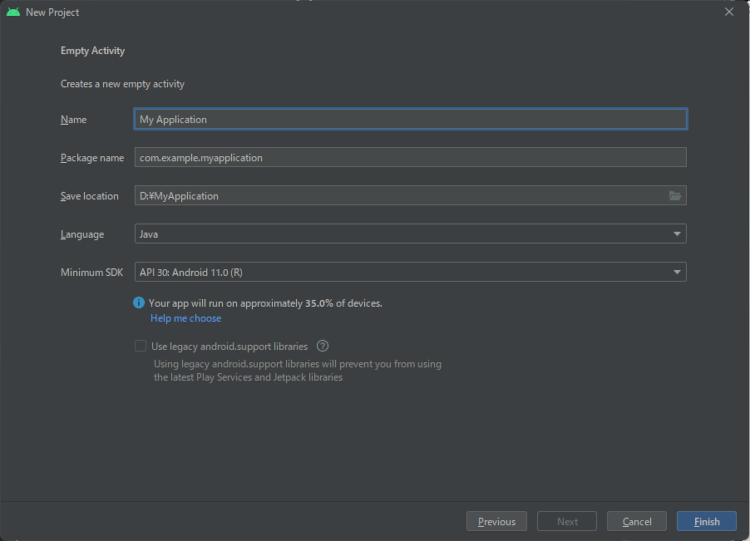 New Project
Empty Activity
Creates a new empty activity
Name My Application
Package name com.example.myapplication
Save location D:¥MyApplication
Language Java
Minimum SDK API 30: Android 11.0 (R)
Your app will run on approximately 35.0% of devices.
Help me choose
Use legacy android.support libraries ?
Using legacy android.support libraries will prevent you from using
the latest Play Services and Jetpack libraries
Previous Next Cancel Finish